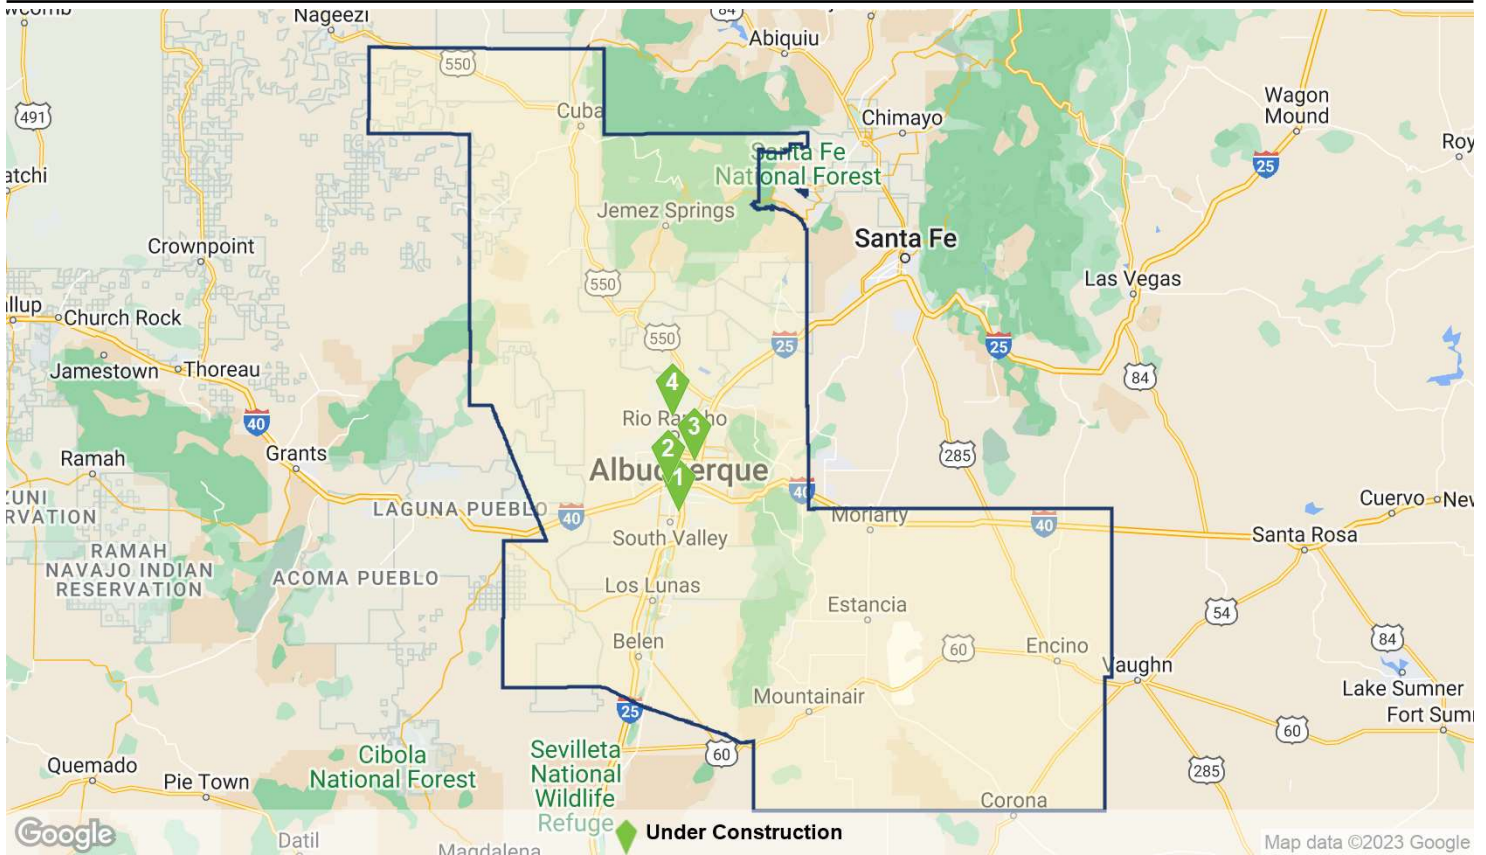 Nageezi
84
Abiquiu
550
491
Cuba
Chimayo
Wagon
Mound
Roy
25
Santa Fe
National Forest
Jemez Springs
Crownpoint
Santa Fe
550
Las Vegas
Church Rock
550
25
25
Jamestown
Thoreau
84
4
40
Rio Rancho
3
2
Ramah
Grants
285
Albuquerque
1
40
LAGUNA PUEBLO
40
Moriarty
40
Cuervo
South Valley
Santa Rosa
RAMAH
NAVAJO INDIAN
RESERVATION
ACOMA PUEBLO
Los Lunas
Estancia
54
Belen
60
Encino
84
Vaughn
Mountainair
Lake Sumner
25
60
60
Quemado
Pie Town
Cibola
National Forest
Sevilleta
National
Wildlife
Refuge
285
Corona
Datil
Magdalena
Google
Under Construction
Map data ©2023 Google